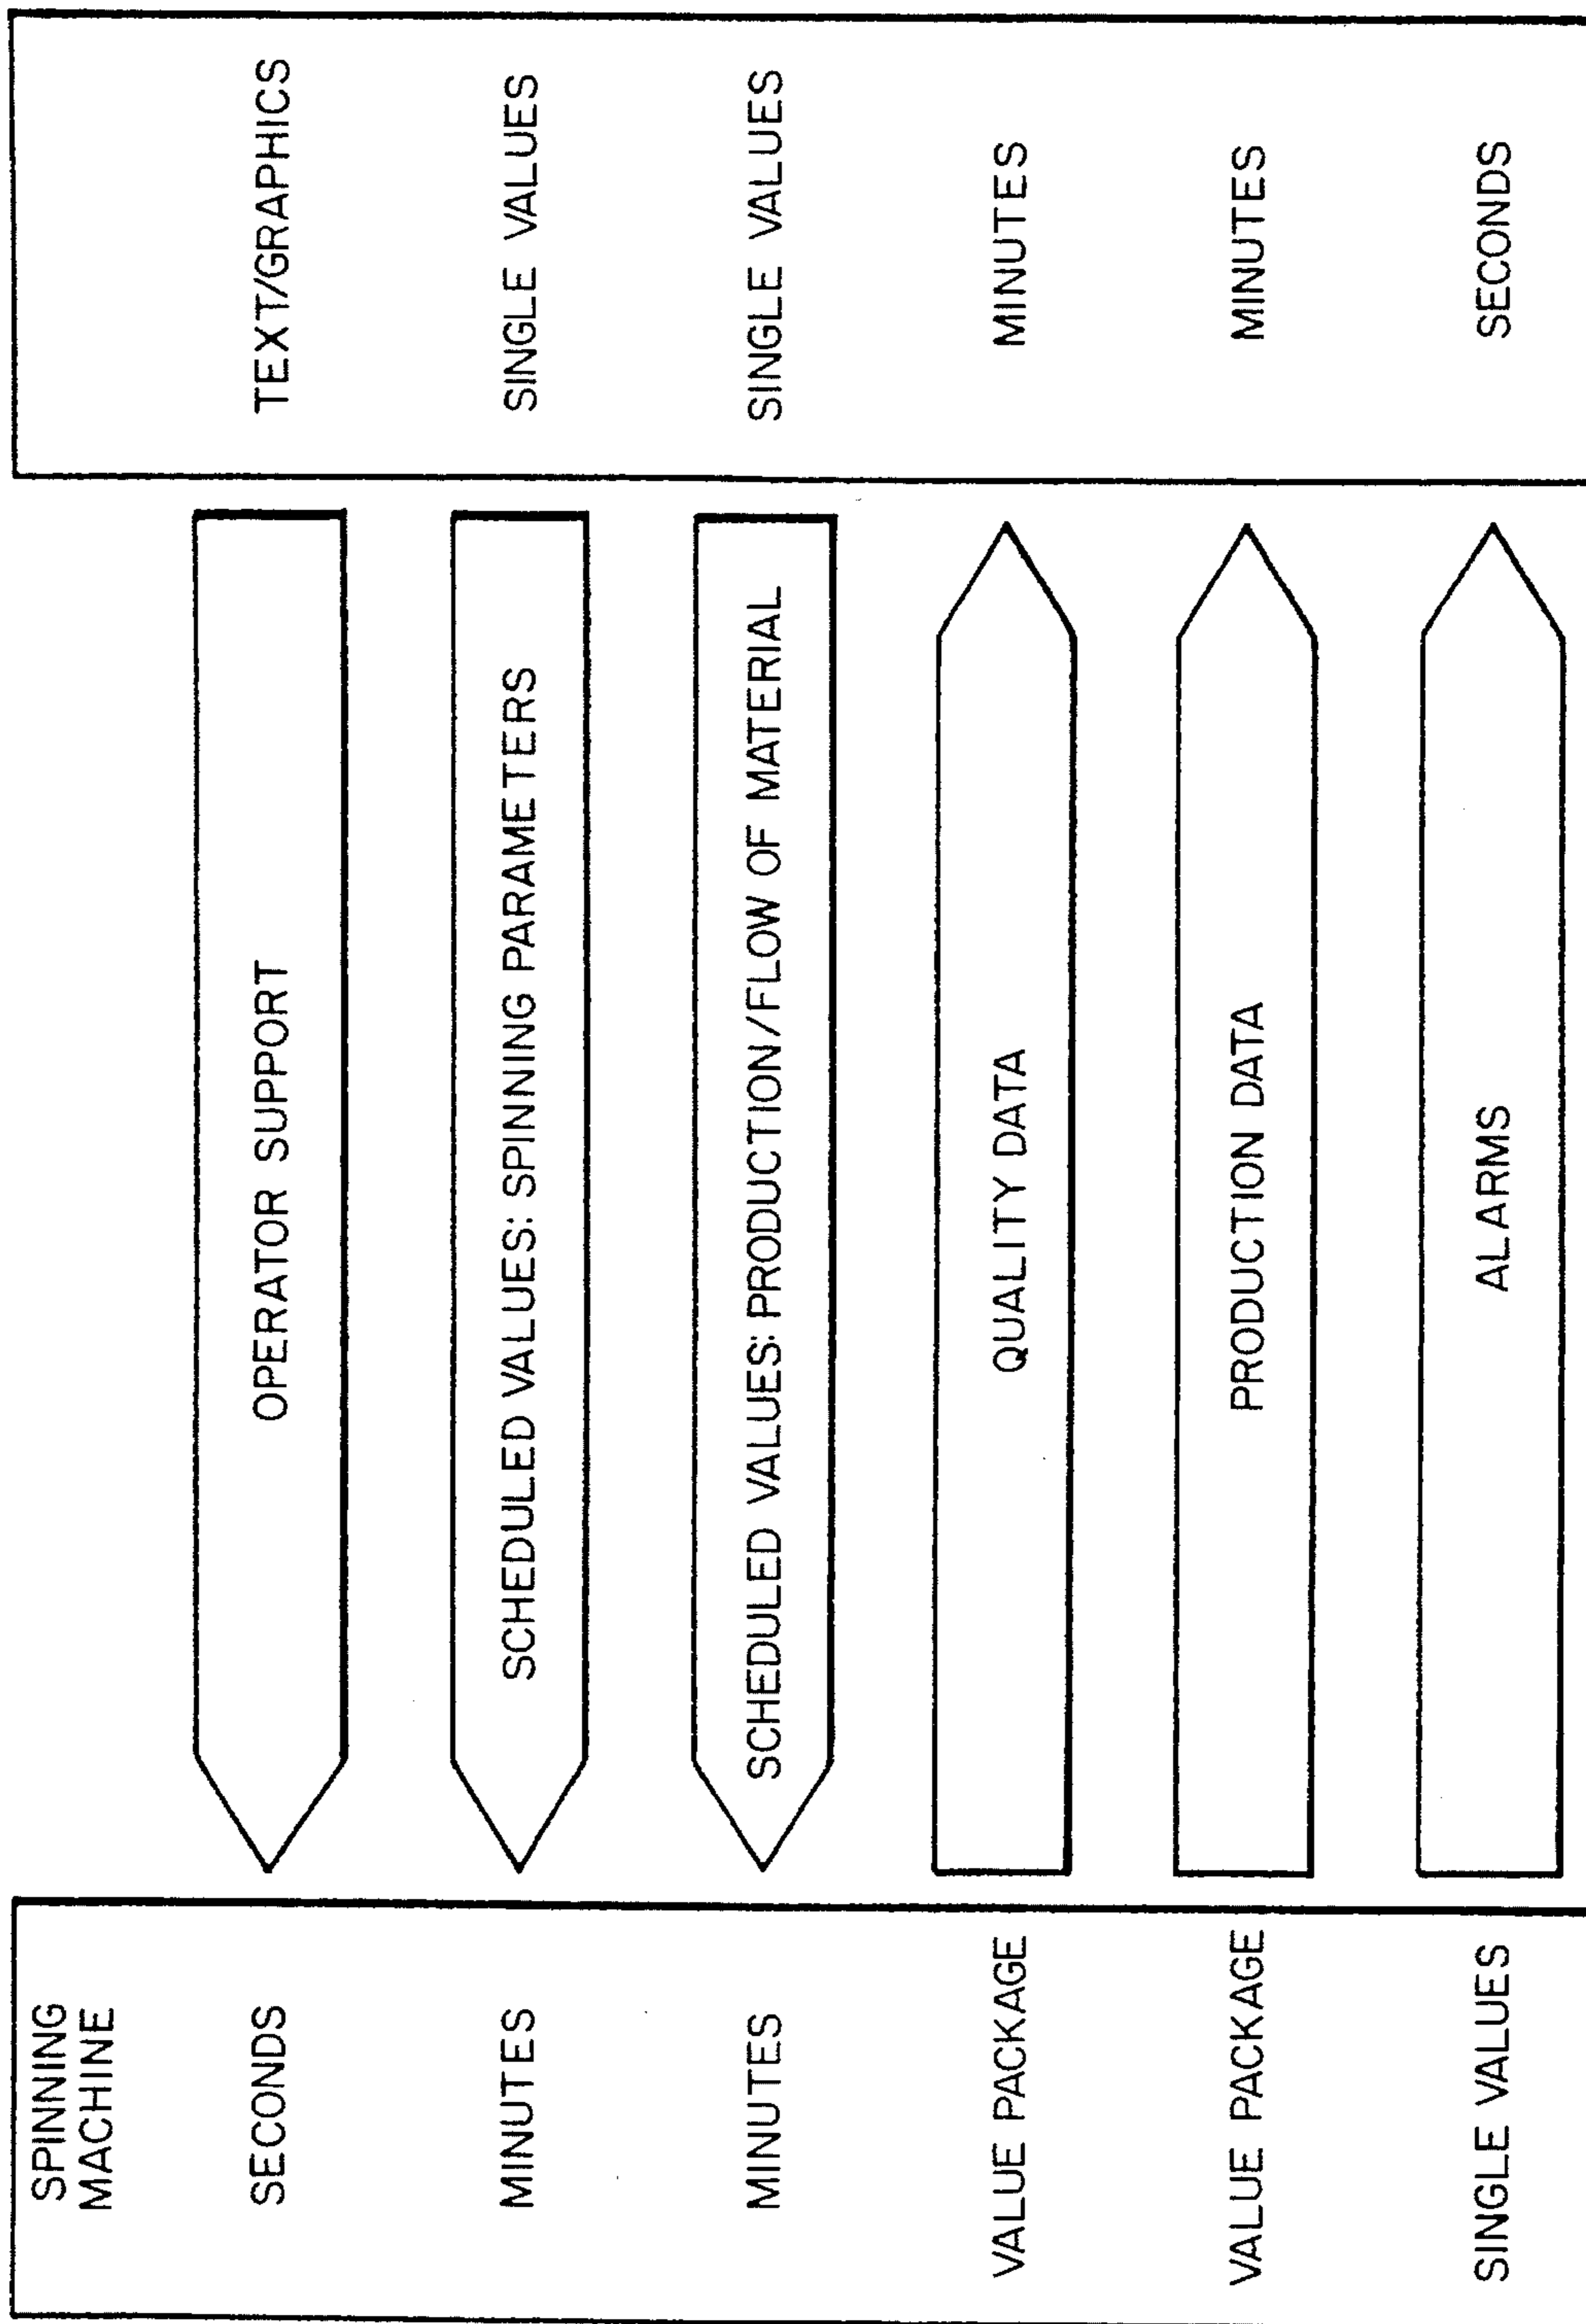 SPINNING
MACHINE
SECONDS
OPERATOR SUPPORT
TEXT/GRAPHICS
MINUTES
SCHEDULED VALUES: SPINNING PARAMETERS
SINGLE VALUES
MINUTES
SCHEDULED VALUES: PRODUCTION/FLOW OF MATERIAL
SINGLE VALUES
VALUE PACKAGE
QUALITY DATA
MINUTES
VALUE PACKAGE
PRODUCTION DATA
MINUTES
SINGLE VALUES
ALARMS
SECONDS